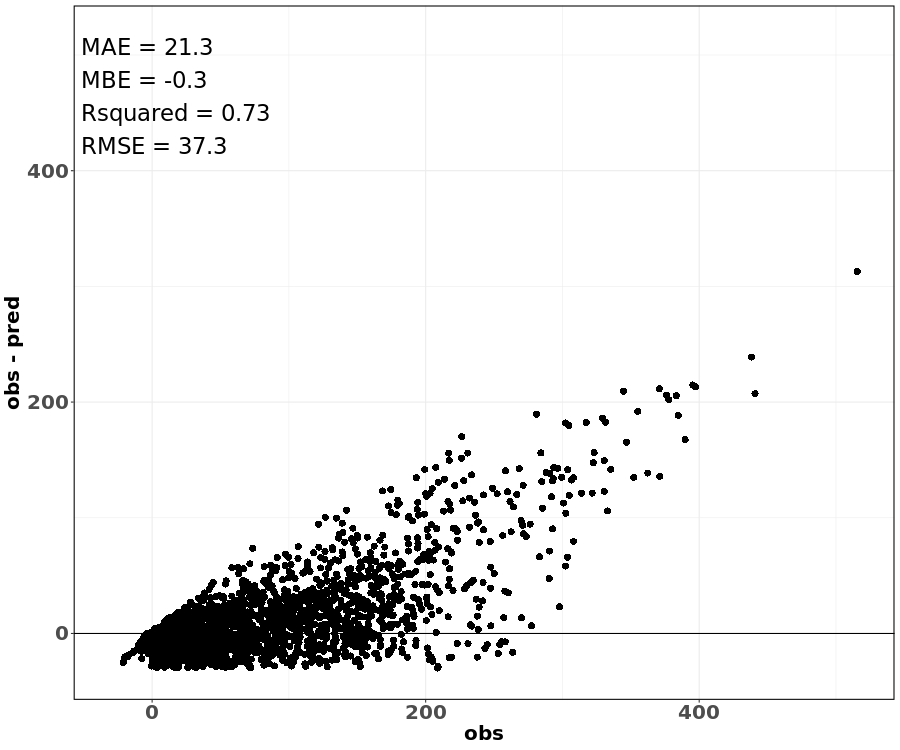 MAE = 21.3
MBE = -0.3
Rsquared = 0.73
RMSE = 37.3
400
200
0
obs - pred
0 200 400
obs